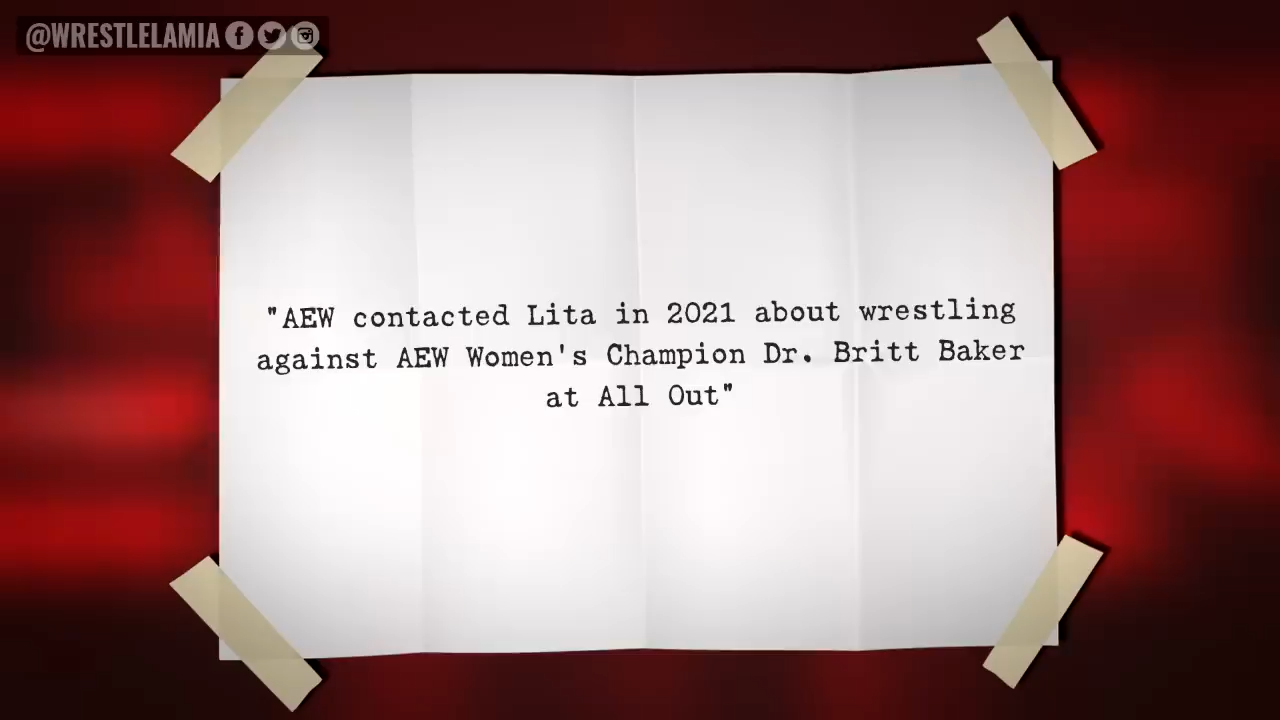 @WRESTLELAMIA
"AEW contacted Lita in 2021 about wrestling
against AEW Women's Champion Dr. Britt Baker
at All Out"